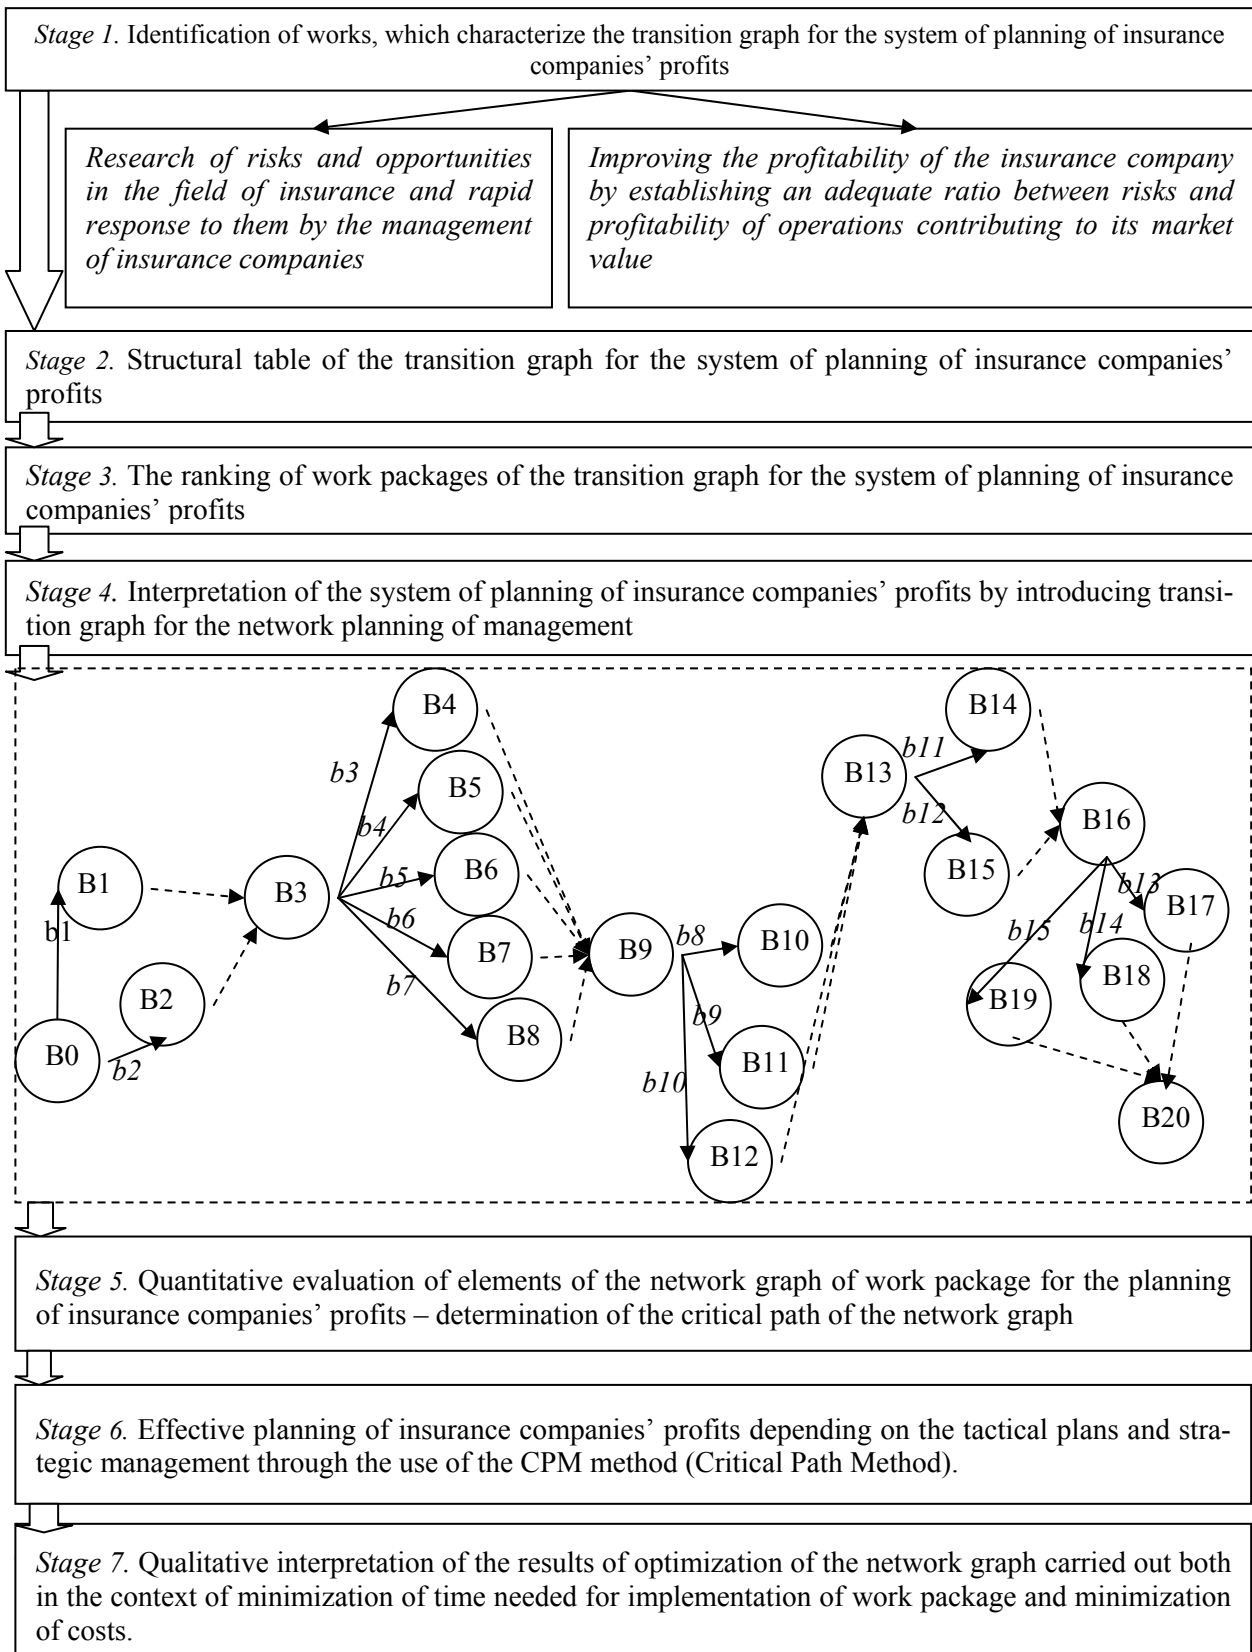 Stage 1. Identification of works, which characterize the transition graph for the system of planning of insurance
companies’ profits
Research of risks and opportunities
in the field of insurance and rapid
response to them by the management
of insurance companies
Improving the profitability of the insurance company
by establishing an adequate ratio between risks and
profitability of operations contributing to its market
value
Stage 2. Structural table of the transition graph for the system of planning of insurance companies’
profits
Stage 3. The ranking of work packages of the transition graph for the system of planning of insurance
companies’ profits
Stage 4. Interpretation of the system of planning of insurance companies’ profits by introducing transi-
tion graph for the network planning of management
B0
b1
B1
b2
B2
B3
b3
B4
b4
B5
b5
B6
b6
B7
b7
B8
B9
b8
B10
b9
B11
b10
B12
B13
b11
B14
b12
B15
B16
b13
B17
b14
B18
b15
B19
B20
Stage 5. Quantitative evaluation of elements of the network graph of work package for the planning
of insurance companies’ profits – determination of the critical path of the network graph
Stage 6. Effective planning of insurance companies’ profits depending on the tactical plans and stra-
tegic management through the use of the CPM method (Critical Path Method).
Stage 7. Qualitative interpretation of the results of optimization of the network graph carried out both
in the context of minimization of time needed for implementation of work package and minimization
of costs.